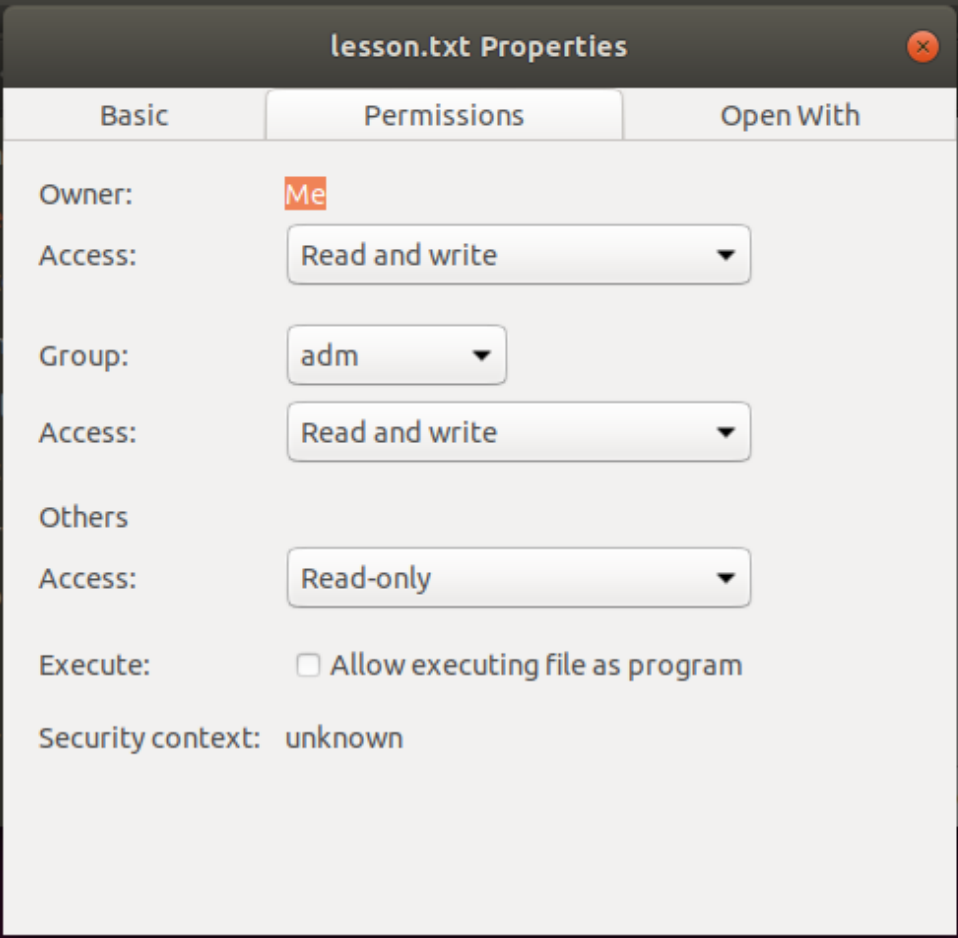 lesson.txt Properties
Basic Permissions Open With
Owner: Me
Access: Read and write
Group: adm
Access: Read and write
Others
Access: Read-only
Execute: Allow executing file as program
Security context: unknown